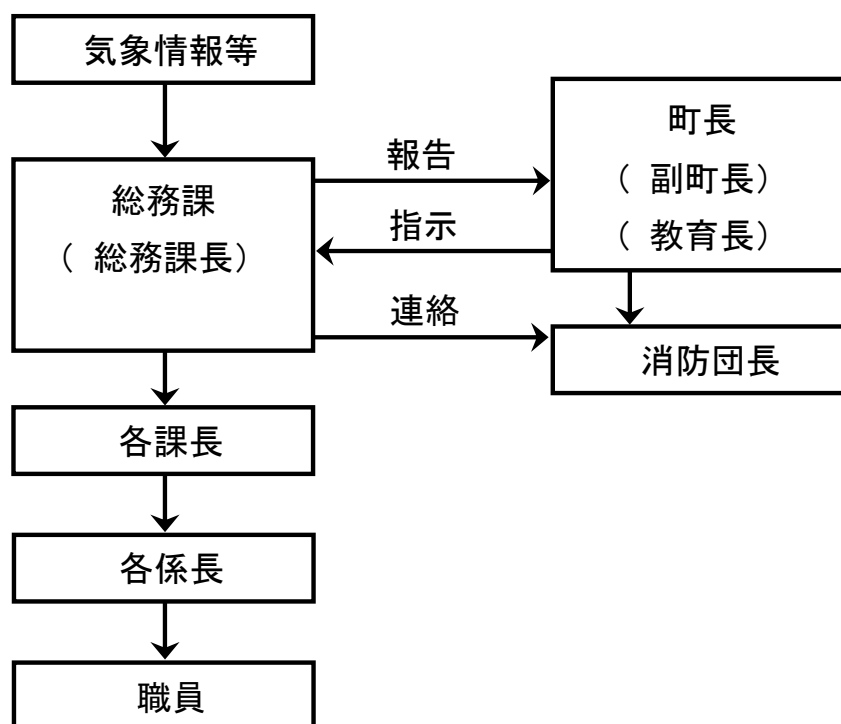 気象情報等
総務課
( 総務課長)
報告
指示
連絡
町長
( 副町長)
( 教育長)
消防団長
各課長
各係長
職員